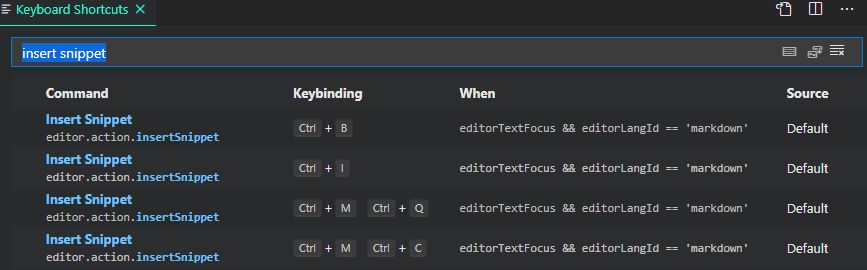 Keyboard Shortcuts
insert snippet
Command Keybinding When Source
Insert Snippet
editor.action.insertSnippet Ctrl + B editorTextFocus && editorLangId == 'markdown' Default
Insert Snippet
editor.action.insertSnippet Ctrl + I editorTextFocus && editorLangId == 'markdown' Default
Insert Snippet
editor.action.insertSnippet Ctrl + M Ctrl + Q editorTextFocus && editorLangId == 'markdown' Default
Insert Snippet
editor.action.insertSnippet Ctrl + M Ctrl + C editorTextFocus && editorLangId == 'markdown' Default